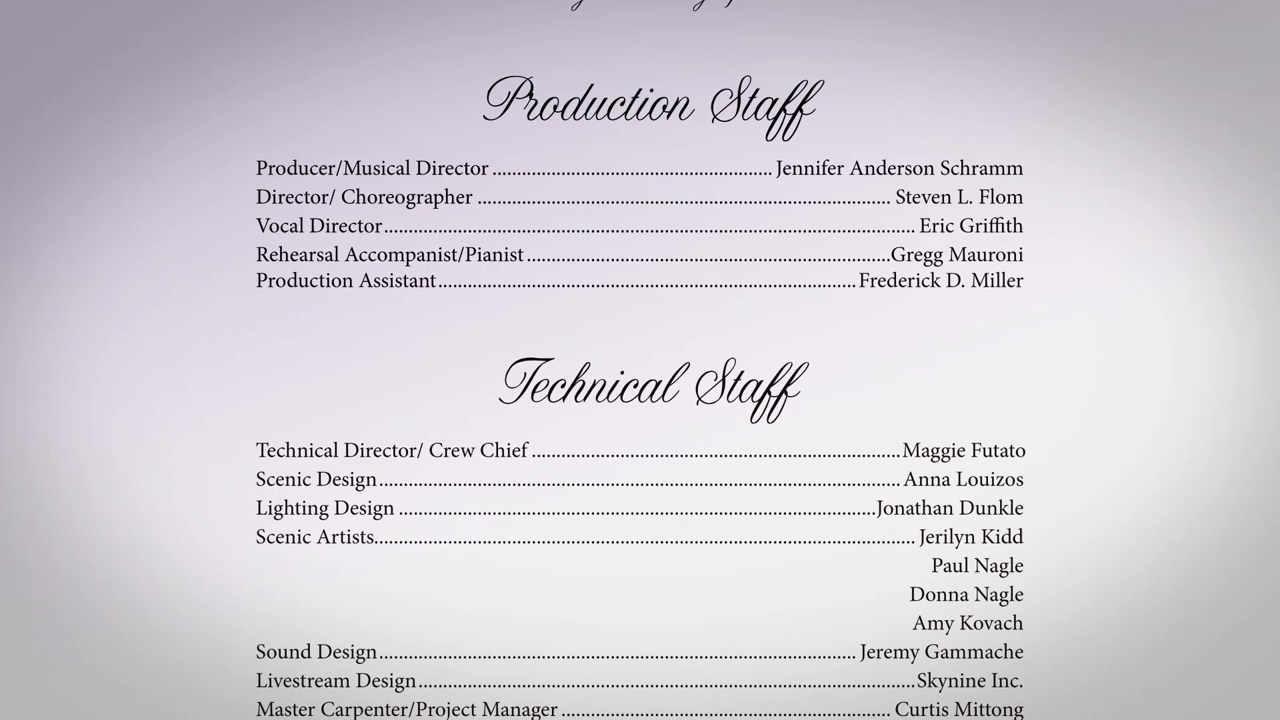 Production Staff
Producer/Musical Director ............................................................... Jennifer Anderson Schramm
Director/ Choreographer ............................................................................................... Steven L. Flom
Vocal Director............................................................................................................................ Eric Griffith
Rehearsal Accompanist/Pianist.....................................................................................Gregg Mauroni
Production Assistant................................................................................................. Frederick D. Miller
Technical Staff
Technical Director/ Crew Chief ......................................................................................Maggie Futato
Scenic Design......................................................................................................................... Anna Louizos
Lighting Design ..............................................................................................................Jonathan Dunkle
Scenic Artists.............................................................................................................................. Jerilyn Kidd
Paul Nagle
Donna Nagle
Amy Kovach
Sound Design............................................................................................................... Jeremy Gammache
Livestream Design....................................................................................................................Skynine Inc.
Master Carpenter/Project Manager ............................................................................. Curtis Mittong